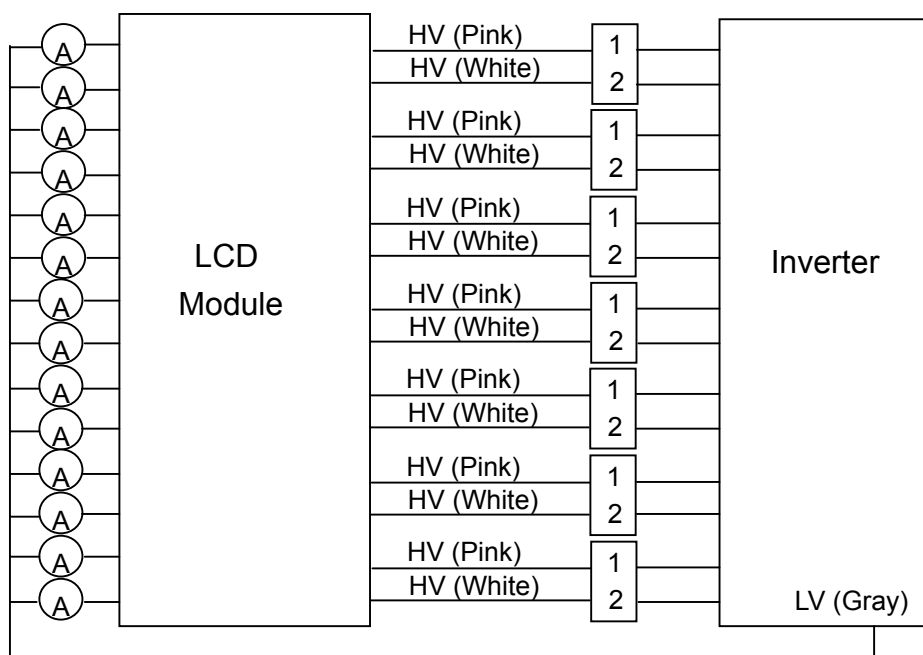 A
A
A
A
A
A
A
A
A
A
A
A
A
A
LCD
Module
HV (Pink)
HV (White)
1
2
HV (Pink)
HV (White)
1
2
HV (Pink)
HV (White)
1
2
HV (Pink)
HV (White)
1
2
HV (Pink)
HV (White)
1
2
HV (Pink)
HV (White)
1
2
HV (Pink)
HV (White)
1
2
Inverter
LV (Gray)